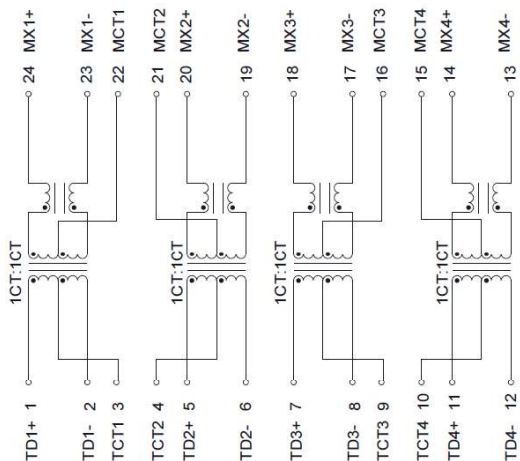 MX1+
MX1-
MCT1
MCT2
MX2+
MX2-
MX3+
MX3-
MCT3
MCT4
MX4+
MX4-
24
23
22
21
20
19
18
17
16
15
14
13
1CT:1CT
1CT:1CT
1CT:1CT
1CT:1CT
1
2
3
4
5
6
7
8
9
10
11
12
TD1+
TD1-
TCT1
TCT2
TD2+
TD2-
TD3+
TD3-
TCT3
TCT4
TD4+
TD4-